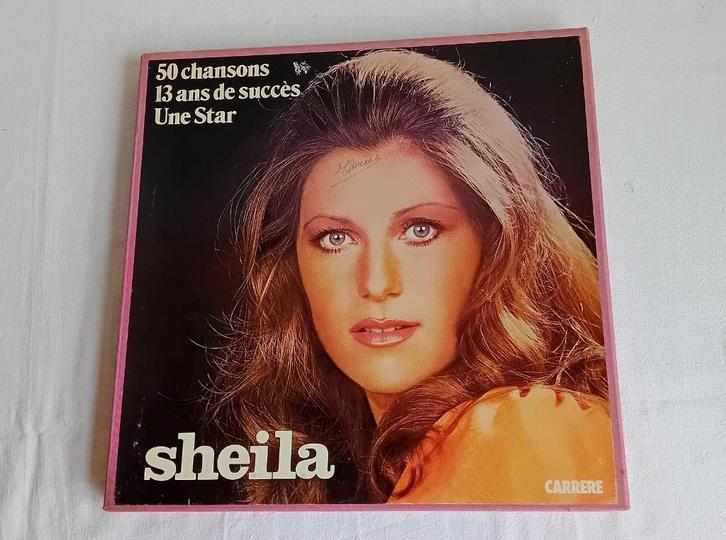 50 chansons
13 ans de succès
Une Star
sheila
CARRERE